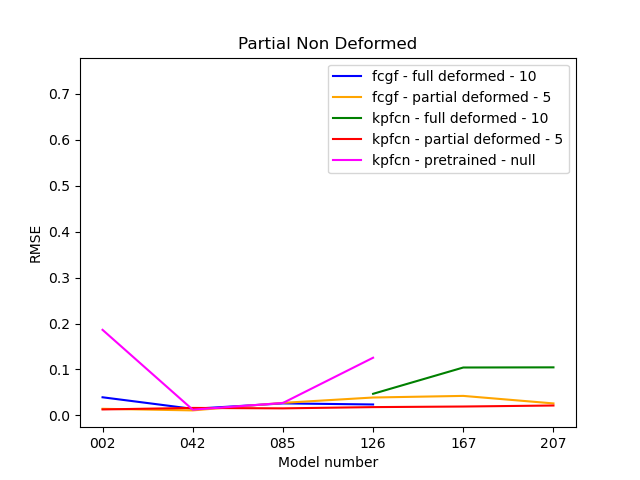 Partial Non Deformed
fcgf - full deformed - 10
fcgf - partial deformed - 5
kpfcn - full deformed - 10
kpfcn - partial deformed - 5
kpfcn - pretrained - null
RMSE
0.7
0.6
0.5
0.4
0.3
0.2
0.1
0.0
002 042 085 126 167 207
Model number